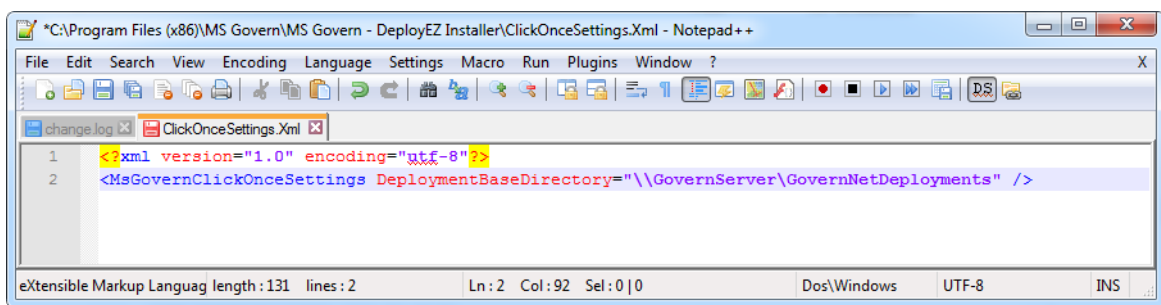 *C:\Program Files (x86)\MS Govern\MS Govern - DeployEZ Installer\ClickOnceSettings.Xml - Notepad++
File Edit Search View Encoding Language Settings Macro Run Plugins Window ? X
change.log ClickOnceSettings.Xml
1 <?xml version="1.0" encoding="utf-8"?>
2 <MsGovernClickOnceSettings DeploymentBaseDirectory="\\GovernServer\GovernNetDeployments" />
eXtensible Markup Languag length : 131 lines : 2 Ln : 2 Col : 92 Sel : 0 | 0 Dos\Windows UTF-8 INS